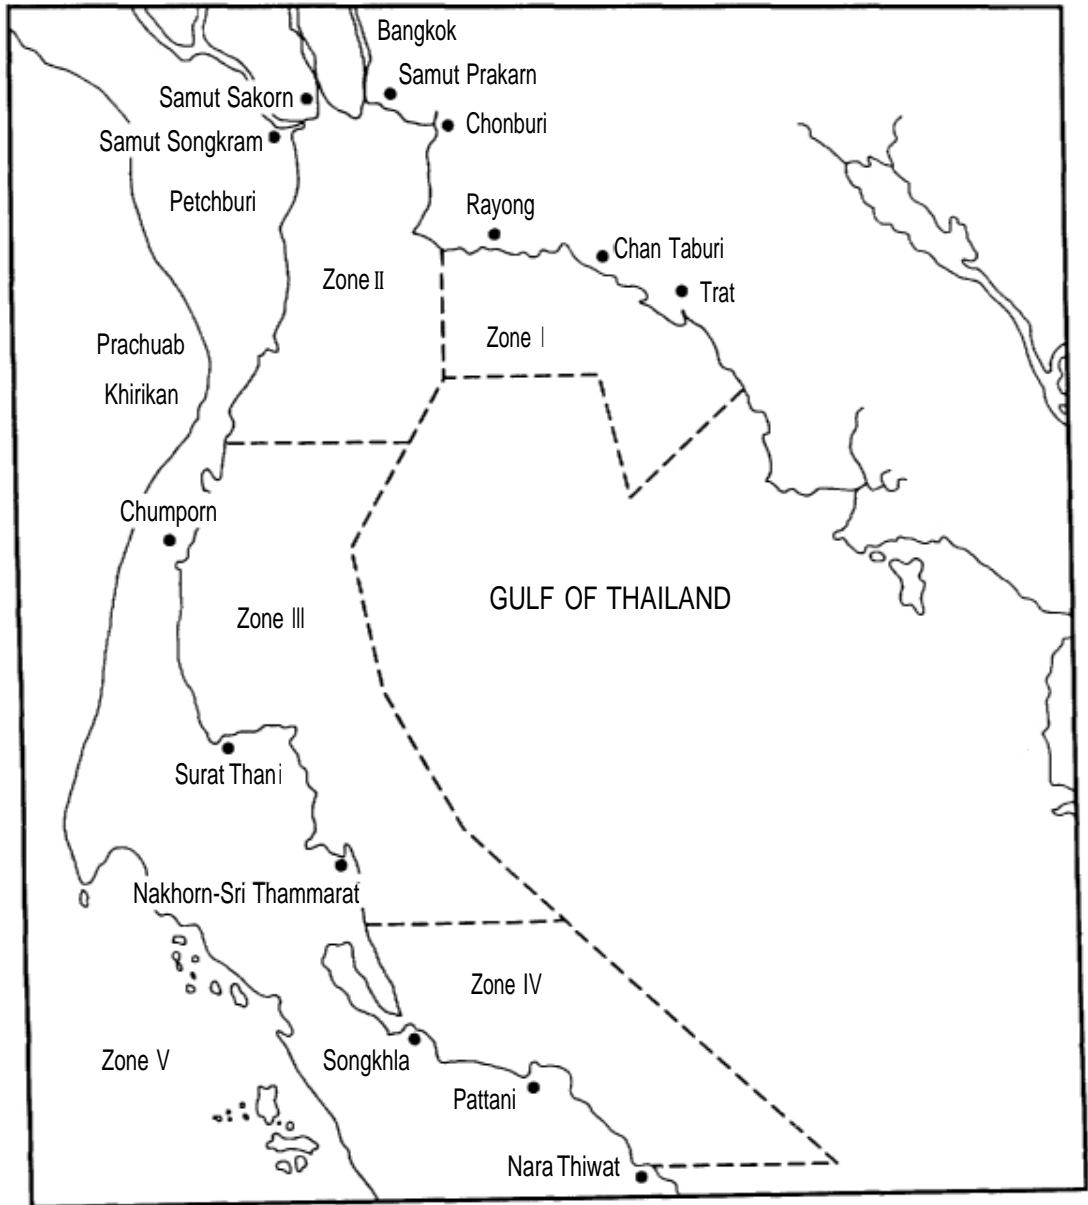 Bangkok
Samut Prakarn
Samut Sakorn
Chonburi
Samut Songkram
Petchburi
Rayong
Chan Taburi
Zone II
Trat
Zone I
Prachuab
Khirikan
Chumporn
GULF OF THAILAND
Zone III
Surat Thani
Nakhorn-Sri Thammarat
Zone IV
Zone V
Songkhla
Pattani
Nara Thiwat